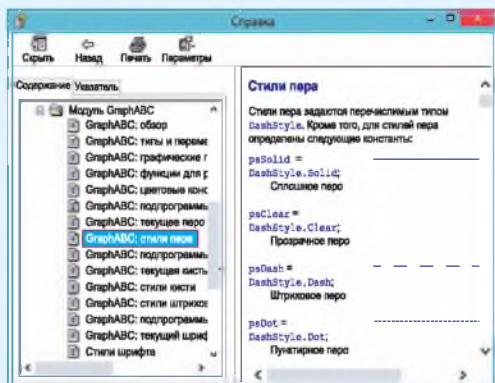 Справка
Скрыть Назад Печать Параметры
Содержание Указатель
Модуль GraphABC
GraphABC: обзор
GraphABC: типы и переме
GraphABC: графические г
GraphABC: функции для р
GraphABC: цветовые конс
GraphABC: подпрограммы
GraphABC: текущее перо
GraphABC: стили пера
GraphABC: подпрограммы
GraphABC: текущая кисть
GraphABC: стили кисти
GraphABC: стили штрихов
GraphABC: подпрограммы
GraphABC: текущий шриф
Стили шрифта
Стили пера
Стили пера задаются перечислимым типом
DashStyle. Кроме того, для стилей пера
определены следующие константы:
psSolid =
DashStyle.Solid;
Сплошное перо
psClear =
DashStyle.Clear;
Прозрачное перо
psDash =
DashStyle.Dash;
Штриховое перо
psDot =
DashStyle.Dot;
Пунктирное перо